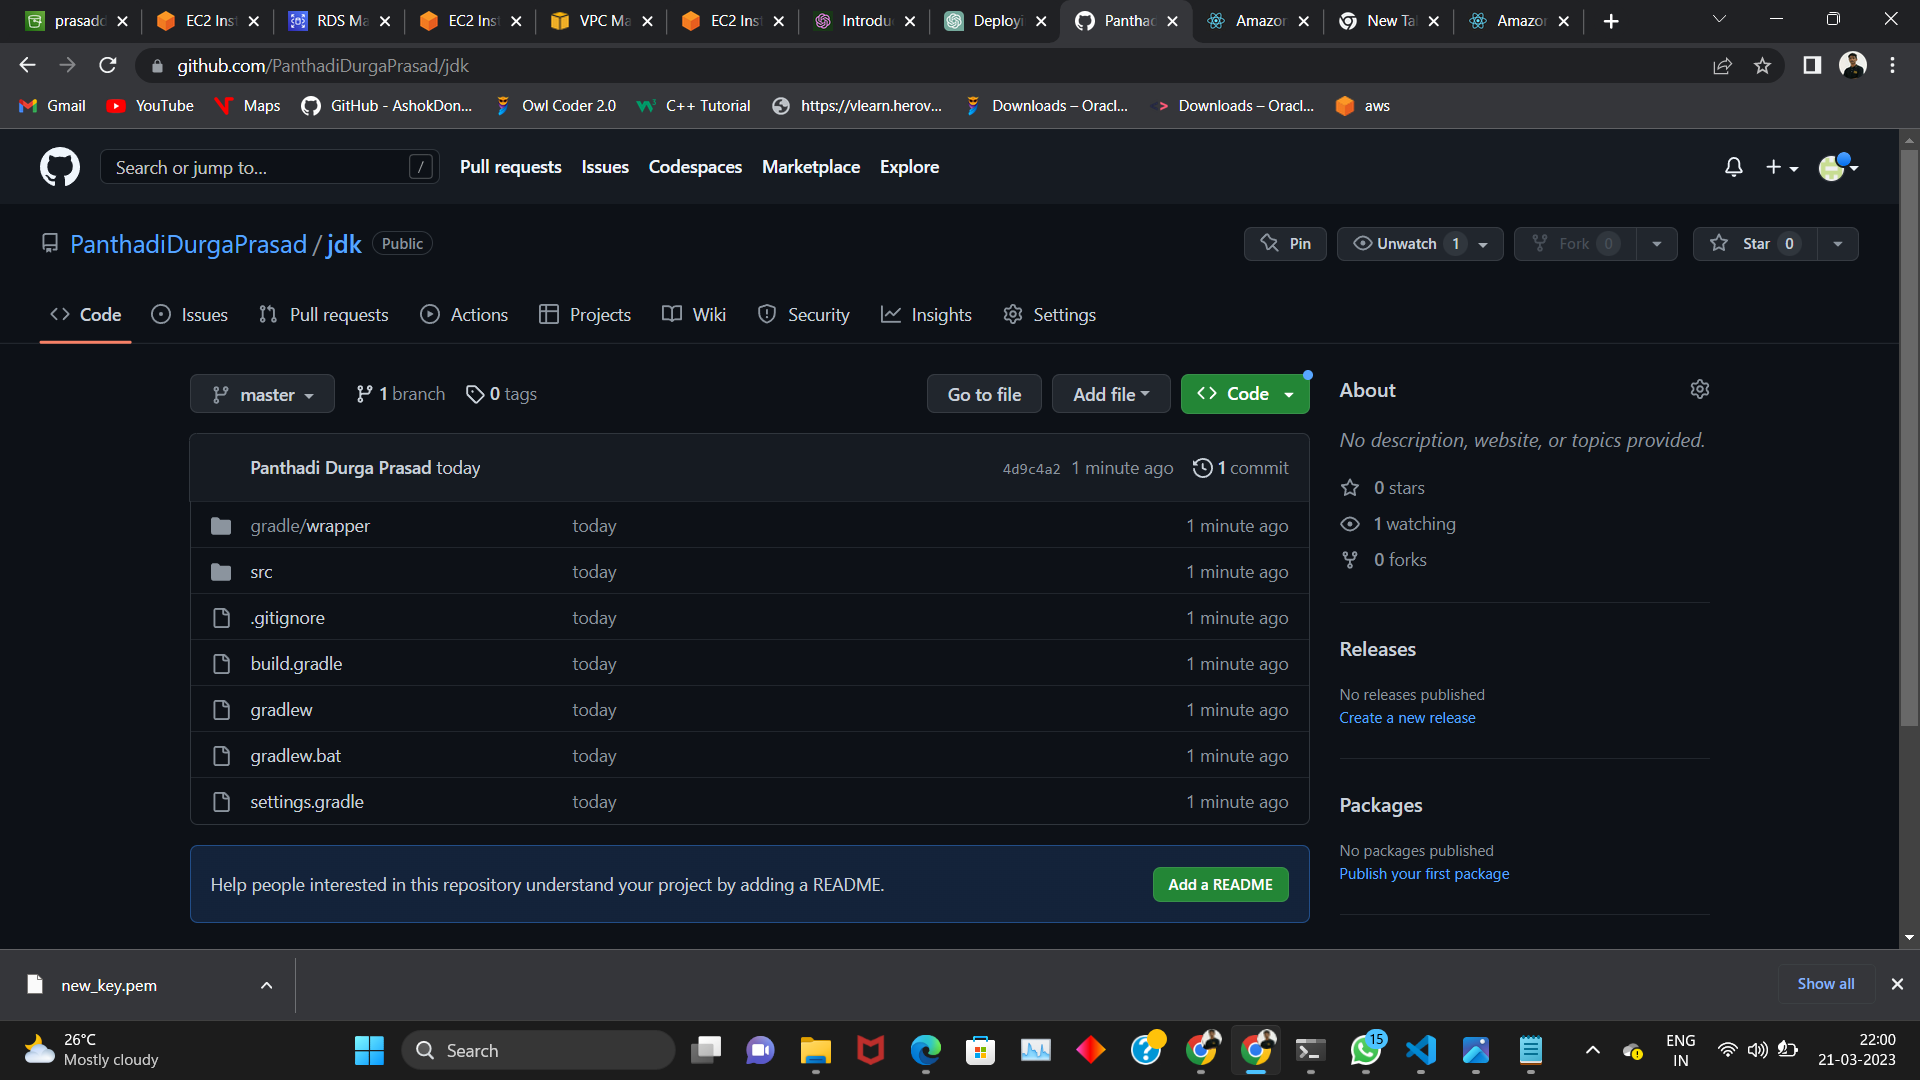 prasadd EC2 Inst RDS Ma EC2 Inst VPC Ma EC2 Inst Introduc Deployi Panthad Amazon New Tab Amazon
github.com/PanthadiDurgaPrasad/jdk
Gmail YouTube Maps GitHub - AshokDon... Owl Coder 2.0 C++ Tutorial https://vlearn.herov... Downloads – Oracl... Downloads – Oracl... aws
Search or jump to... / Pull requests Issues Codespaces Marketplace Explore
PanthadiDurgaPrasad / jdk Public Pin Unwatch 1 Fork 0 Star 0
Code Issues Pull requests Actions Projects Wiki Security Insights Settings
master 1 branch 0 tags Go to file Add file Code
About
No description, website, or topics provided.
Panthadi Durga Prasad today 4d9c4a2 1 minute ago 1 commit
0 stars
gradle/wrapper today 1 minute ago
1 watching
src today 1 minute ago
0 forks
.gitignore today 1 minute ago
build.gradle today 1 minute ago
Releases
No releases published
gradlew today 1 minute ago
Create a new release
gradlew.bat today 1 minute ago
settings.gradle today 1 minute ago
Packages
No packages published
Publish your first package
Help people interested in this repository understand your project by adding a README. Add a README
new_key.pem Show all
26°C
Mostly cloudy
Search
15
ENG
IN
22:00
21-03-2023